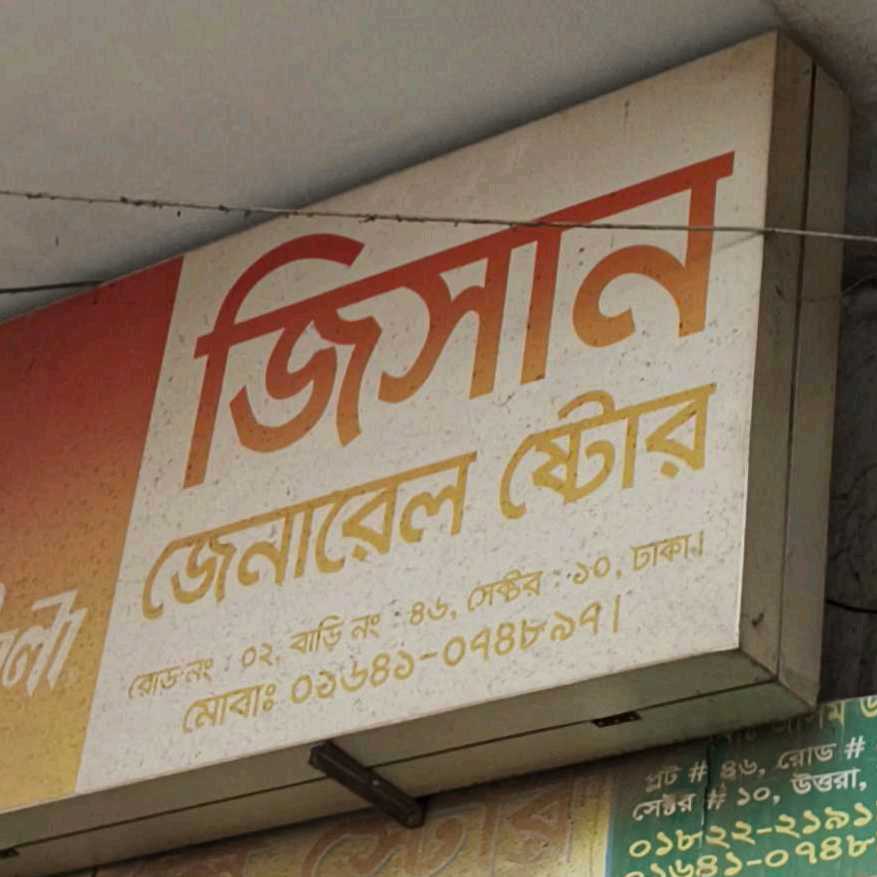 জিসান
জেনারেল ষ্টোর
রোড নং : ০২, বাড়ি নং : ৪৬, সেক্টর : ১০, ঢাকা।
মোবাঃ ০১৬৪১-০৭৪৮৯৭।
প্লট # ৪৬, রোড #
সেক্টর # ১০, উত্তরা,
০১৮২২-২১৯১
০১৬৪১-০৭৪৮